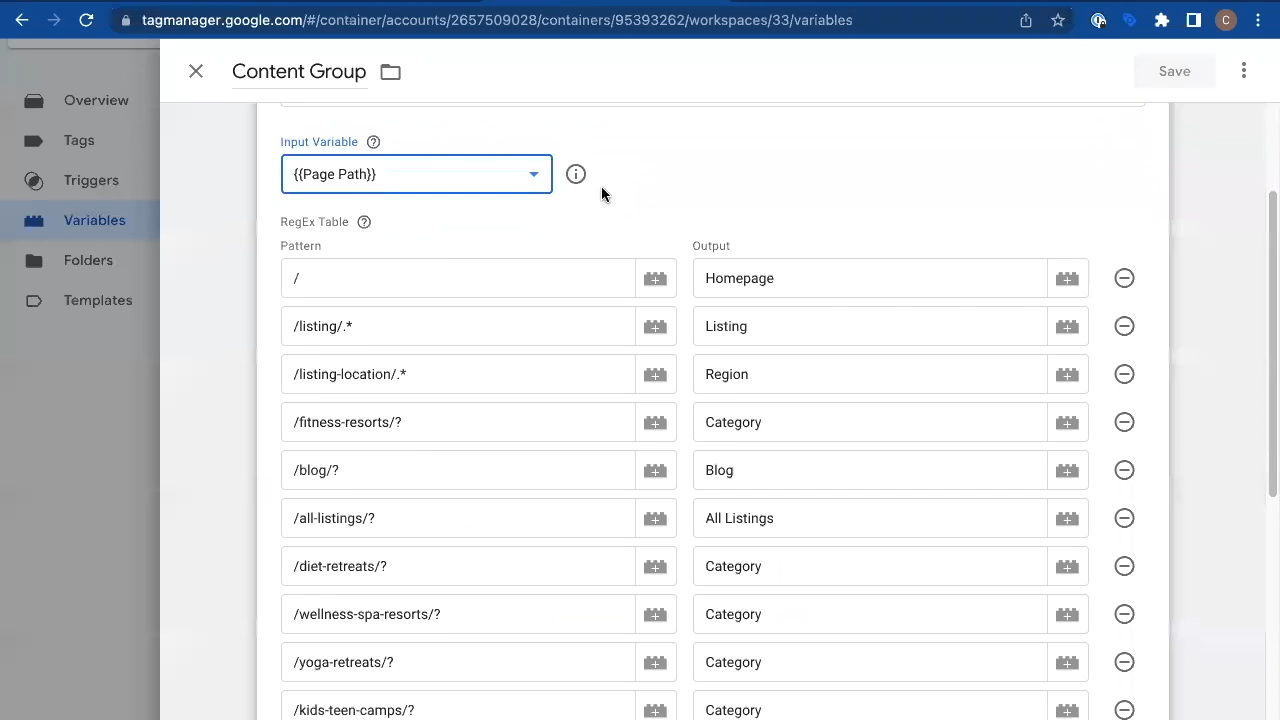 tagmanager.google.com/#/container/accounts/2657509028/containers/95393262/workspaces/33/variables
C
Content Group
Save
Overview
Tags
Triggers
Variables
Folders
Templates
Input Variable
{{Page Path}}
RegEx Table
Pattern Output
/ Homepage
/listing/.* Listing
/listing-location/.* Region
/fitness-resorts/? Category
/blog/? Blog
/all-listings/? All Listings
/diet-retreats/? Category
/wellness-spa-resorts/? Category
/yoga-retreats/? Category
/kids-teen-camps/? Category